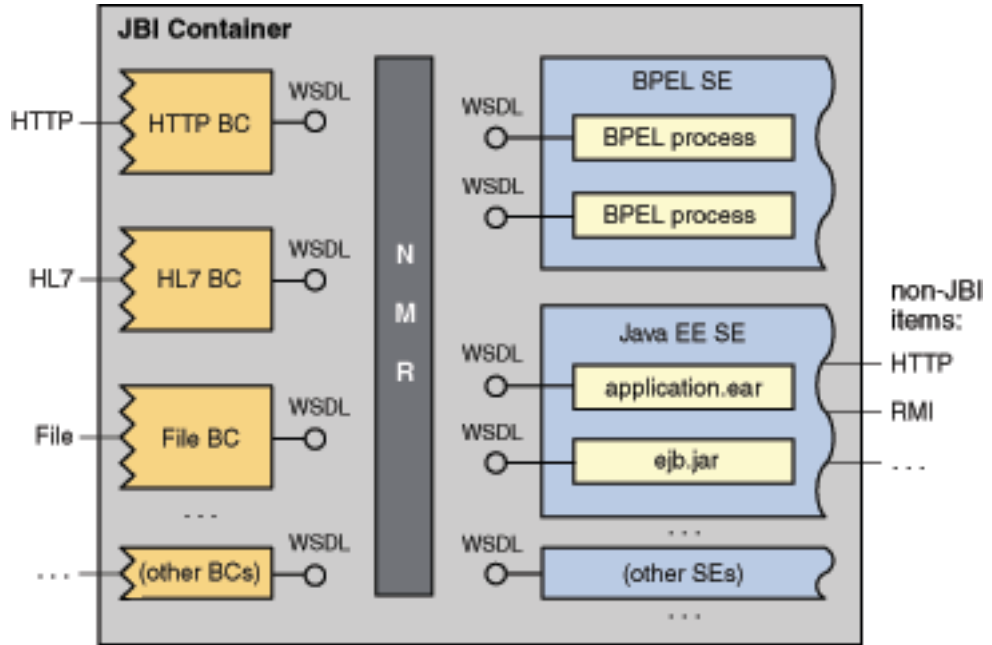 JBI Container
HTTP
HTTP BC
WSDL
HL7
HL7 BC
WSDL
File
File BC
WSDL
. . .
. . .
(other BCs)
WSDL
N
M
R
BPEL SE
WSDL
BPEL process
WSDL
BPEL process
Java EE SE
WSDL
application.ear
WSDL
ejb.jar
. . .
WSDL
(other SEs)
. . .
non-JBI
items:
HTTP
RMI
. . .